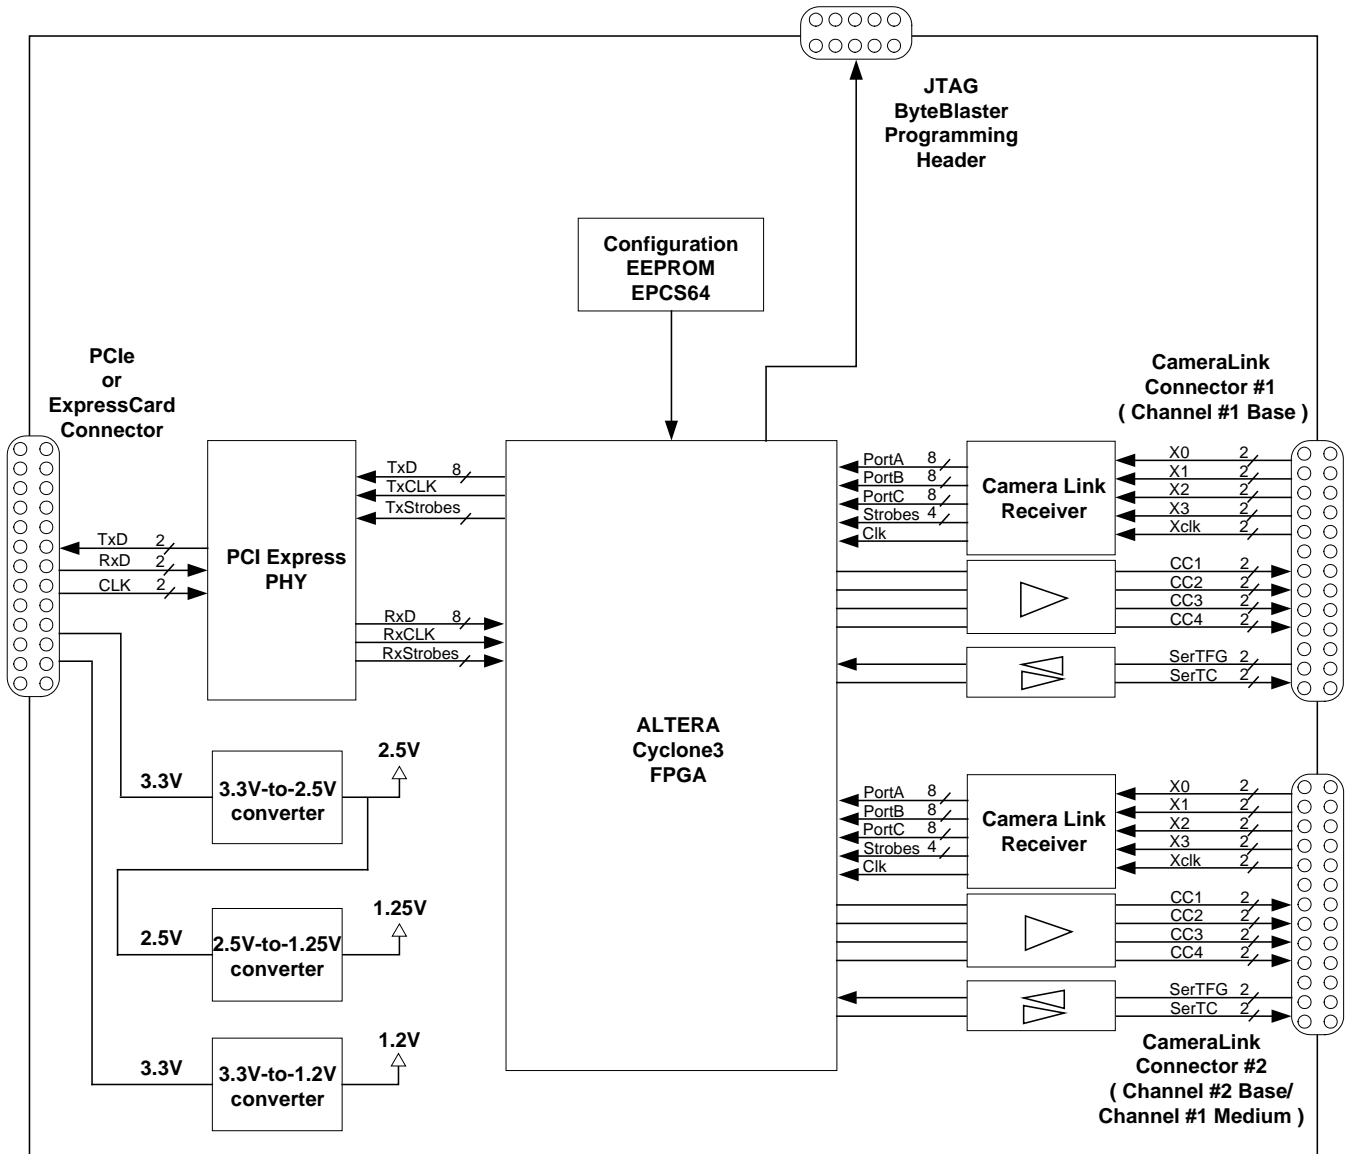 JTAG
ByteBlaster
Programming
Header
Configuration
EEPROM
EPCS64
PCIe
or
ExpressCard
Connector
CameraLink
Connector #1
( Channel #1 Base )
TxD 2
RxD 2
CLK 2
PCI Express
PHY
TxD 8
TxCLK
TxStrobes
RxD 8
RxCLK
RxStrobes
ALTERA
Cyclone3
FPGA
PortA 8
PortB 8
PortC 8
Strobes 4
Clk
Camera Link
Receiver
X0 2
X1 2
X2 2
X3 2
Xclk 2
CC1 2
CC2 2
CC3 2
CC4 2
SerTFG 2
SerTC 2
3.3V
3.3V-to-2.5V
converter
2.5V
2.5V
2.5V-to-1.25V
converter
1.25V
3.3V
3.3V-to-1.2V
converter
1.2V
PortA 8
PortB 8
PortC 8
Strobes 4
Clk
Camera Link
Receiver
X0 2
X1 2
X2 2
X3 2
Xclk 2
CC1 2
CC2 2
CC3 2
CC4 2
SerTFG 2
SerTC 2
CameraLink
Connector #2
( Channel #2 Base/
Channel #1 Medium )